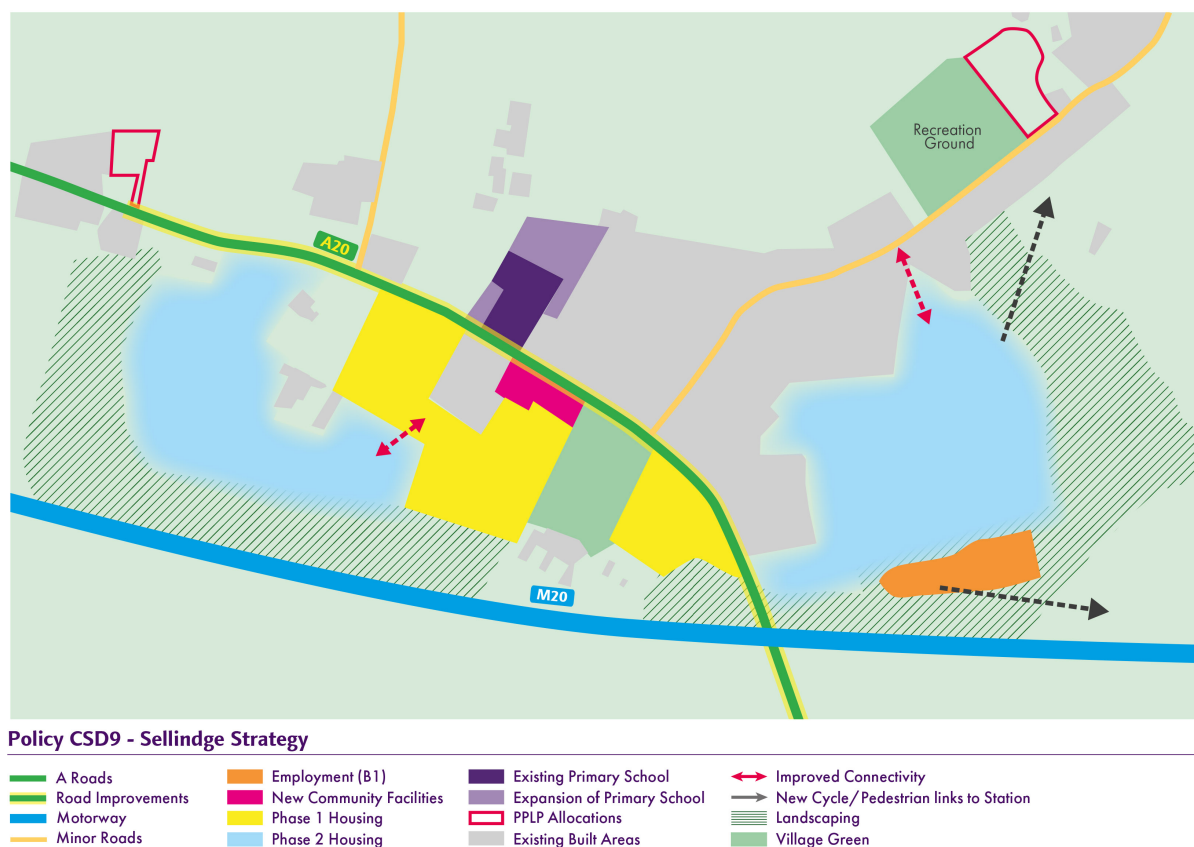 Recreation
Ground
A20
M20
Policy CSD9 - Sellindge Strategy
A Roads
Road Improvements
Motorway
Minor Roads
Employment (B1)
New Community Facilities
Phase 1 Housing
Phase 2 Housing
Existing Primary School
Expansion of Primary School
PPLP Allocations
Existing Built Areas
Improved Connectivity
New Cycle/Pedestrian links to Station
Landscaping
Village Green